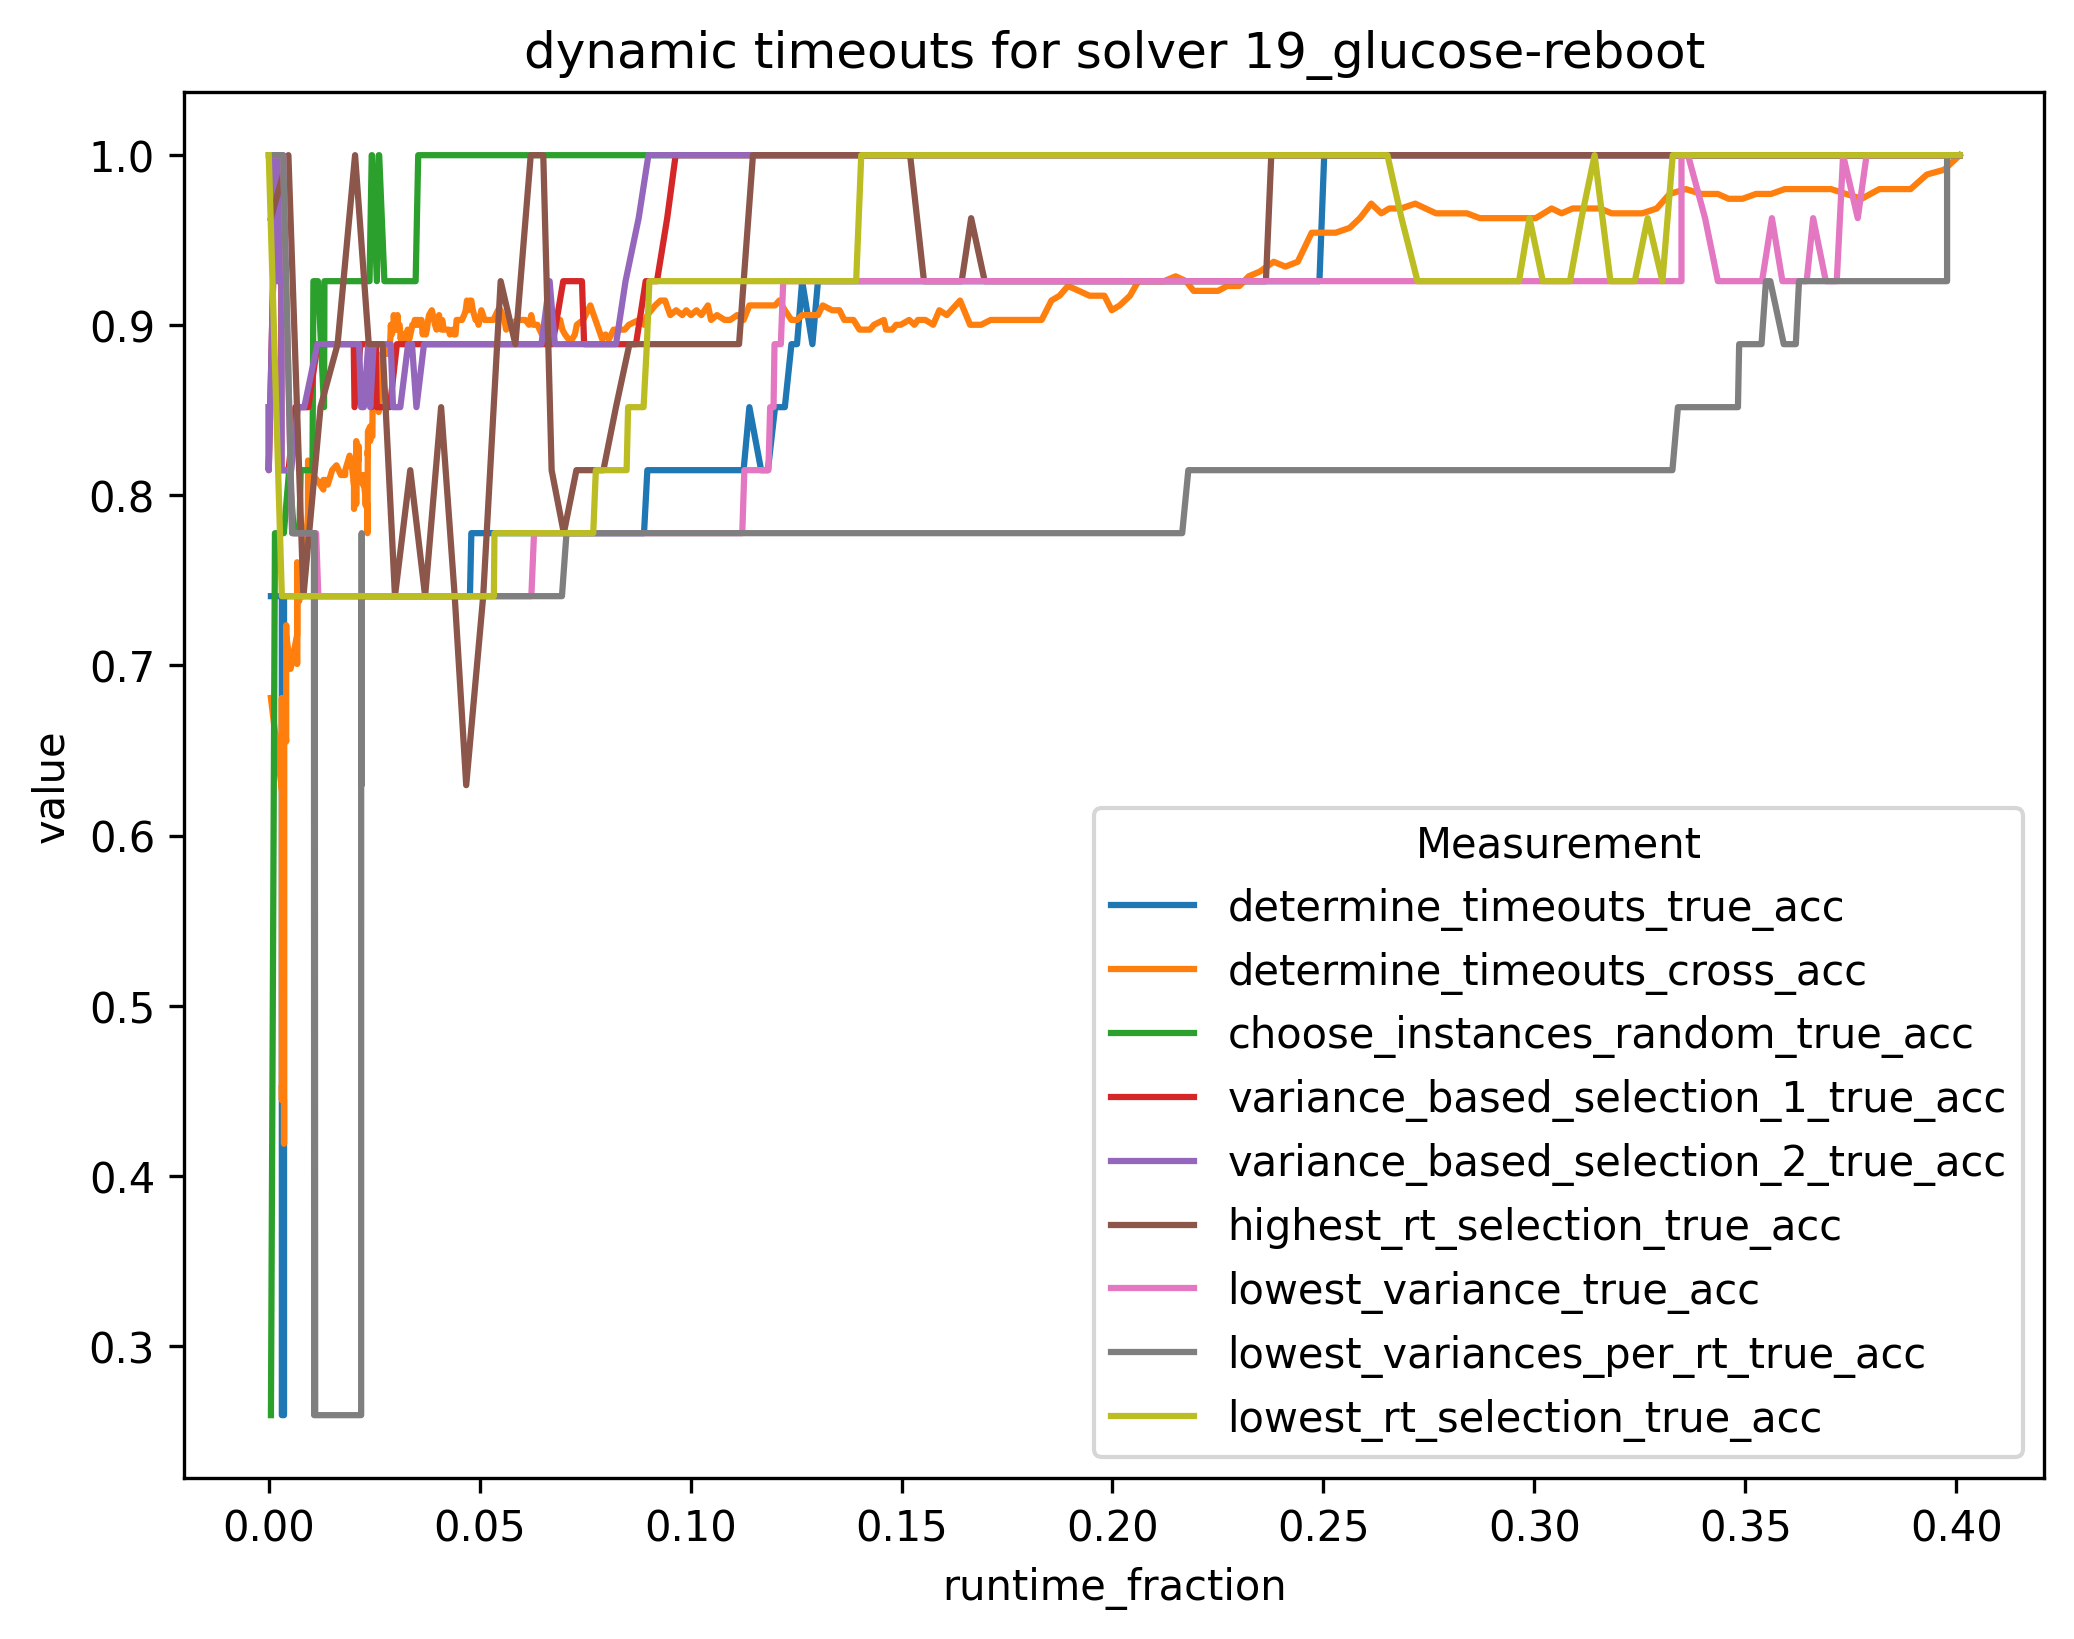 dynamic timeouts for solver 19_glucose-reboot
1.0
0.9
0.8
0.7
0.6
0.5
0.4
0.3
value
Measurement
determine_timeouts_true_acc
determine_timeouts_cross_acc
choose_instances_random_true_acc
variance_based_selection_1_true_acc
variance_based_selection_2_true_acc
highest_rt_selection_true_acc
lowest_variance_true_acc
lowest_variances_per_rt_true_acc
lowest_rt_selection_true_acc
0.00 0.05 0.10 0.15 0.20 0.25 0.30 0.35 0.40
runtime_fraction